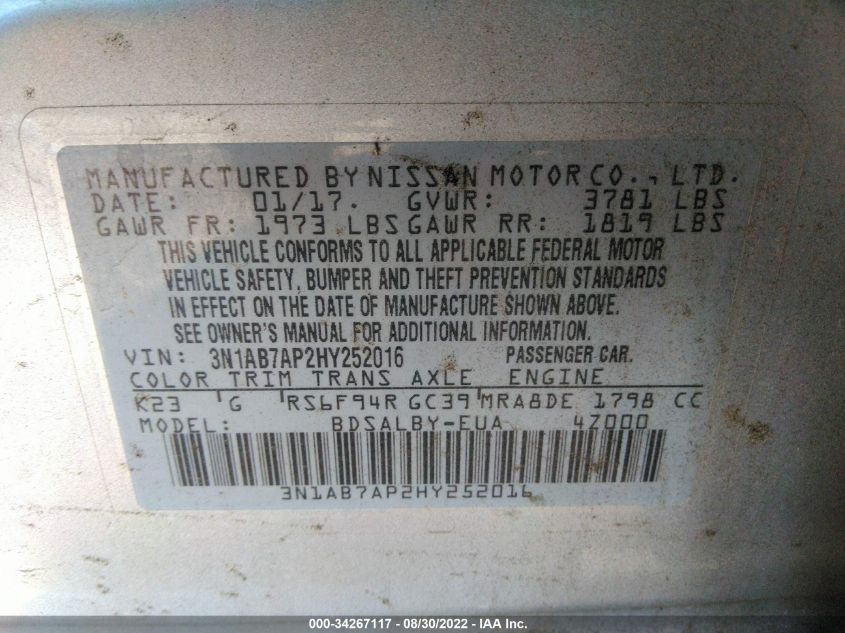 MANUFACTURED BY NISSAN MOTOR CO., LTD.
DATE: 01/17. GVWR: 3781 LBS
GAWR FR: 1973 LBS GAWR RR: 1819 LBS
THIS VEHICLE CONFORMS TO ALL APPLICABLE FEDERAL MOTOR
VEHICLE SAFETY, BUMPER AND THEFT PREVENTION STANDARDS
IN EFFECT ON THE DATE OF MANUFACTURE SHOWN ABOVE.
SEE OWNER'S MANUAL FOR ADDITIONAL INFORMATION.
VIN: 3N1AB7AP2HY252016 PASSENGER CAR.
COLOR TRIM TRANS AXLE ENGINE
K23 G RS6F94R GC39 MRA8DE 1798 CC
MODEL: BDSALBY-EUA 4Z000
3N1AB7AP2HY252016
000-34267117 - 08/30/2022 - IAA Inc.